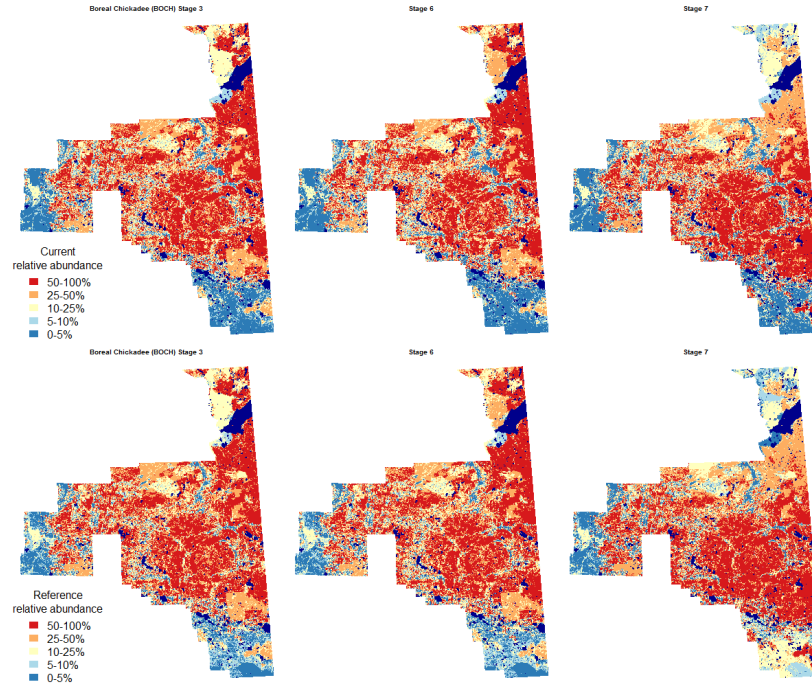 Boreal Chickadee (BOCH) Stage 3
Stage 6
Stage 7
Current
relative abundance
50-100%
25-50%
10-25%
5-10%
0-5%
Boreal Chickadee (BOCH) Stage 3
Stage 6
Stage 7
Reference
relative abundance
50-100%
25-50%
10-25%
5-10%
0-5%